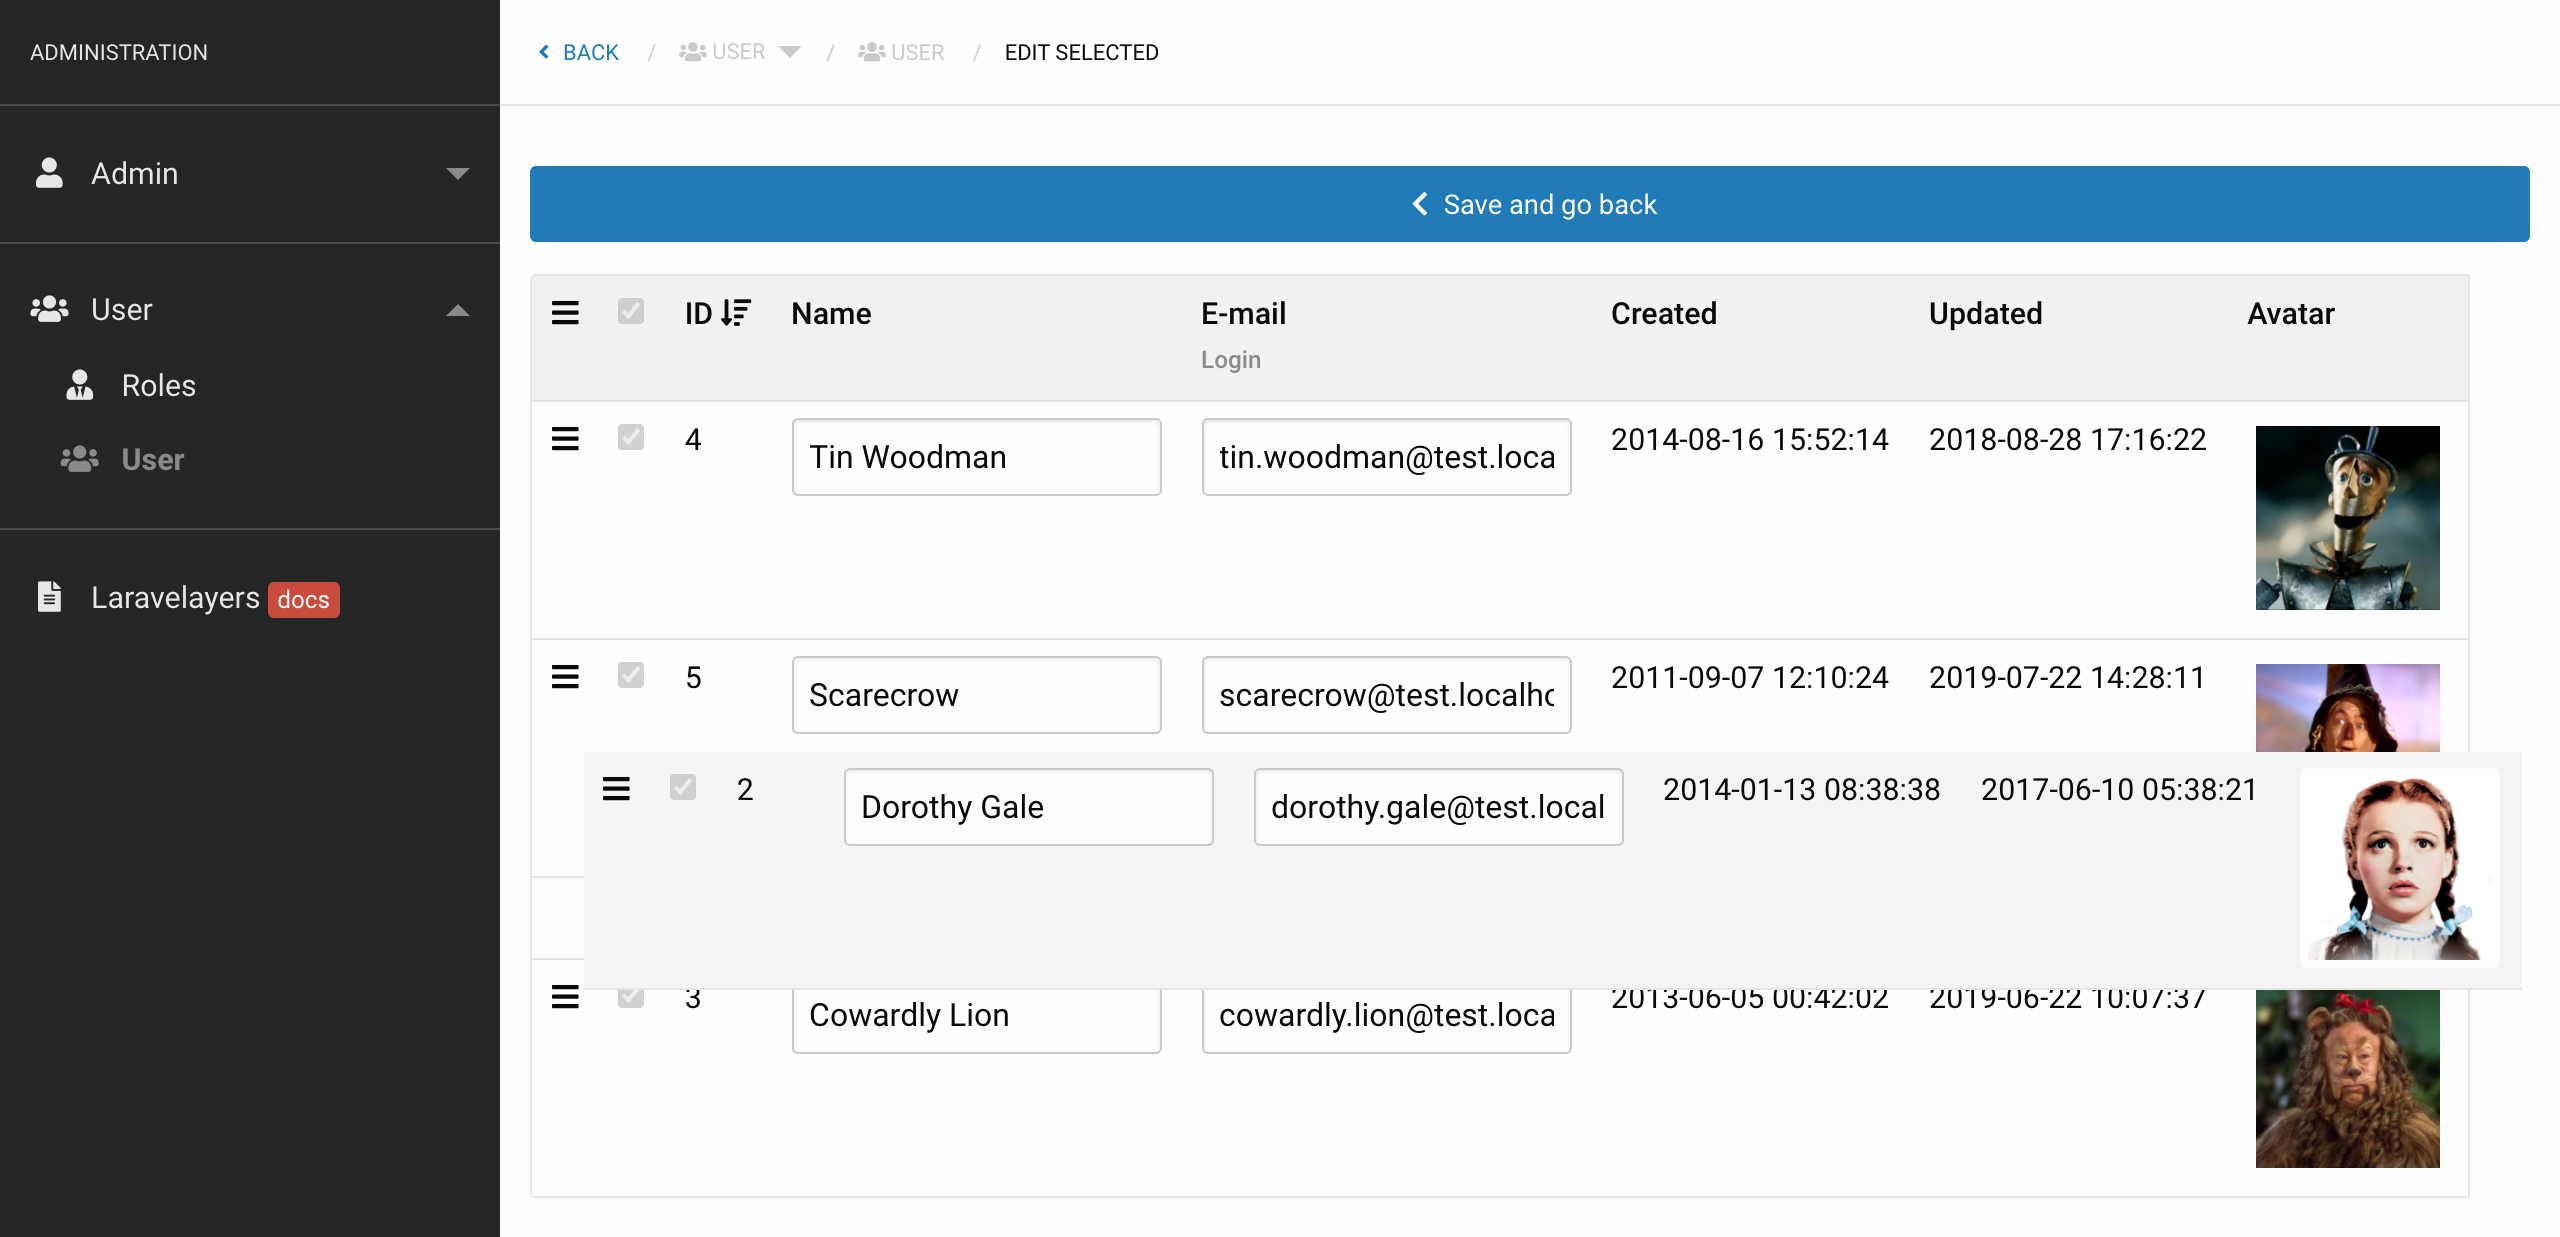 ADMINISTRATION
BACK / USER / USER / EDIT SELECTED
Admin
User
Roles
User
Laravelayers docs
Save and go back
ID Name E-mail Created Updated Avatar
Login
4 Tin Woodman tin.woodman@test.loca 2014-08-16 15:52:14 2018-08-28 17:16:22
5 Scarecrow scarecrow@test.localho 2011-09-07 12:10:24 2019-07-22 14:28:11
2 Dorothy Gale dorothy.gale@test.local 2014-01-13 08:38:38 2017-06-10 05:38:21
3 Cowardly Lion cowardly.lion@test.loca 2013-06-05 00:42:02 2019-06-22 10:07:37